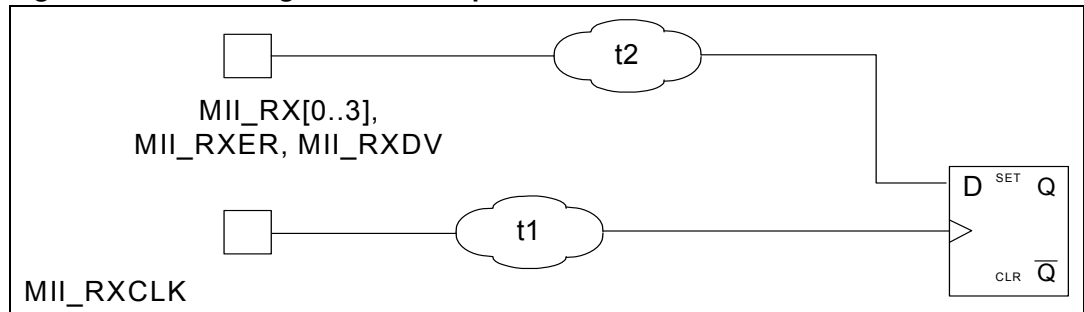 t2
MII_RX[0..3],
MII_RXER, MII_RXDV
D SET Q
t1
CLR Q
MII_RXCLK